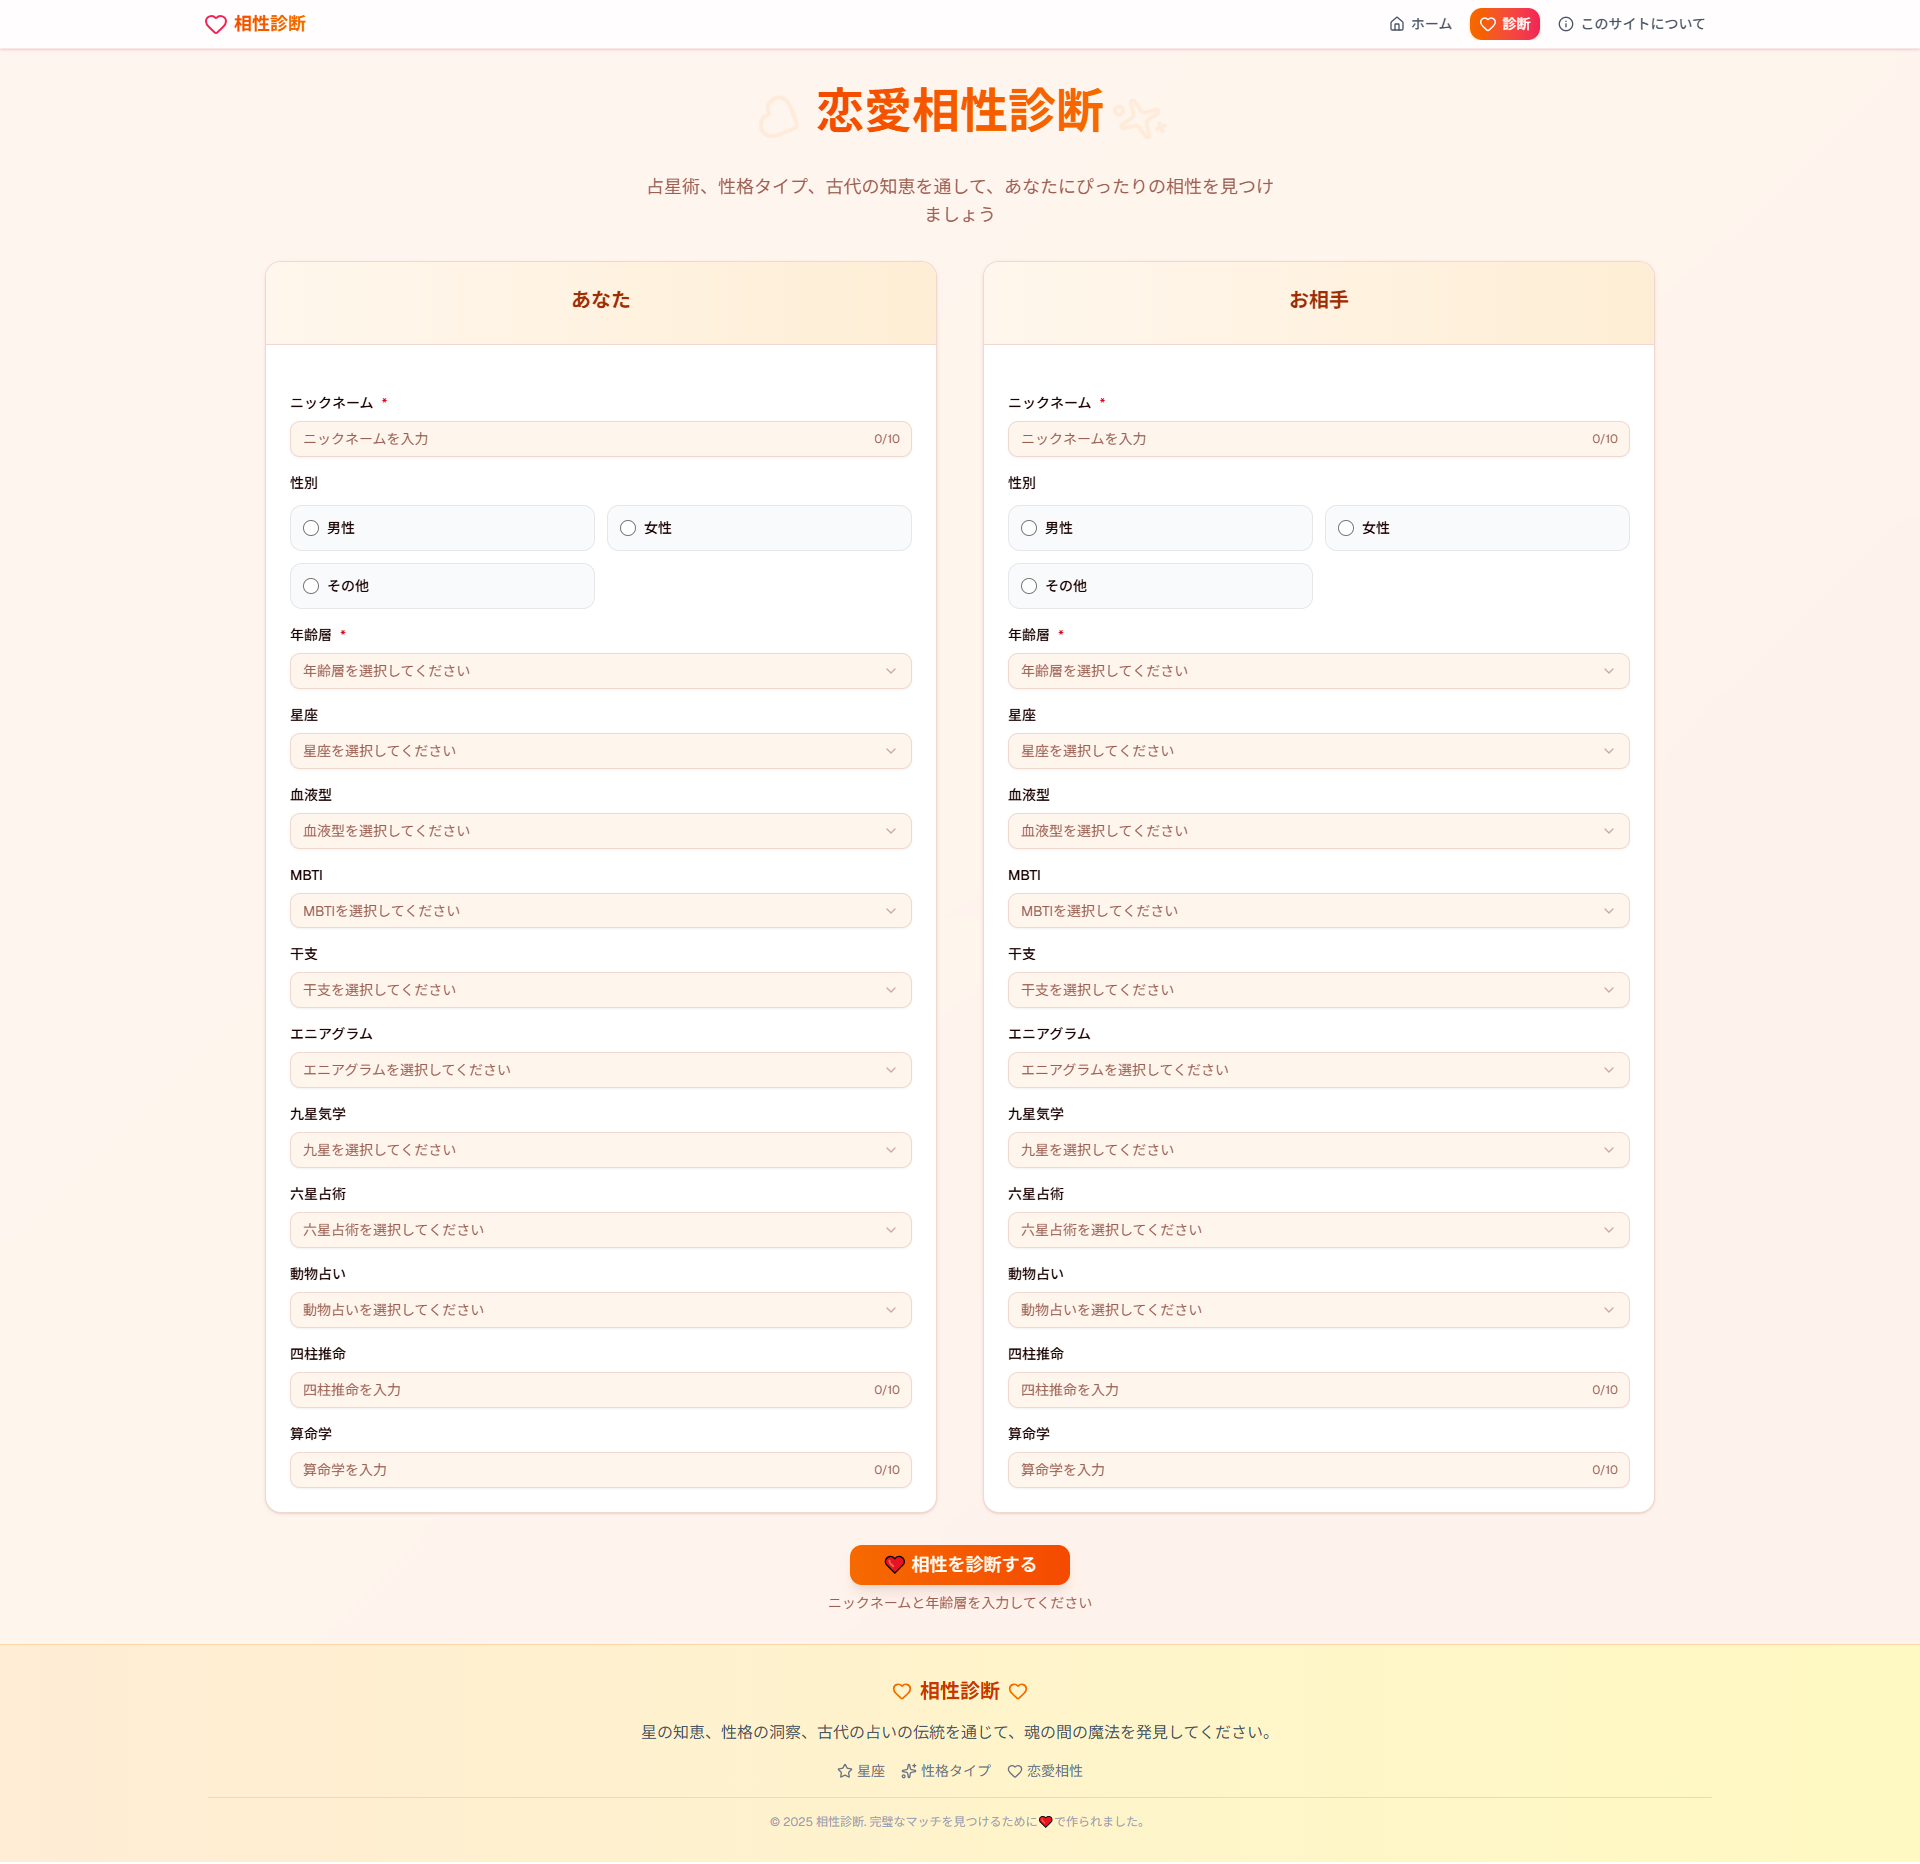 相性診断
ホーム
診断
このサイトについて
恋愛相性診断
占星術、性格タイプ、古代の知恵を通して、あなたにぴったりの相性を見つけ
ましょう
あなた
ニックネーム *
ニックネームを入力 0/10
性別
男性
女性
その他
年齢層 *
年齢層を選択してください
星座
星座を選択してください
血液型
血液型を選択してください
MBTI
MBTIを選択してください
干支
干支を選択してください
エニアグラム
エニアグラムを選択してください
九星気学
九星を選択してください
六星占術
六星占術を選択してください
動物占い
動物占いを選択してください
四柱推命
四柱推命を入力 0/10
算命学
算命学を入力 0/10
お相手
ニックネーム *
ニックネームを入力 0/10
性別
男性
女性
その他
年齢層 *
年齢層を選択してください
星座
星座を選択してください
血液型
血液型を選択してください
MBTI
MBTIを選択してください
干支
干支を選択してください
エニアグラム
エニアグラムを選択してください
九星気学
九星を選択してください
六星占術
六星占術を選択してください
動物占い
動物占いを選択してください
四柱推命
四柱推命を入力 0/10
算命学
算命学を入力 0/10
❤️ 相性を診断する
ニックネームと年齢層を入力してください
相性診断
星の知恵、性格の洞察、古代の占いの伝統を通じて、魂の間の魔法を発見してください。
星座 性格タイプ 恋愛相性
© 2025 相性診断. 完璧なマッチを見つけるために❤️で作られました。